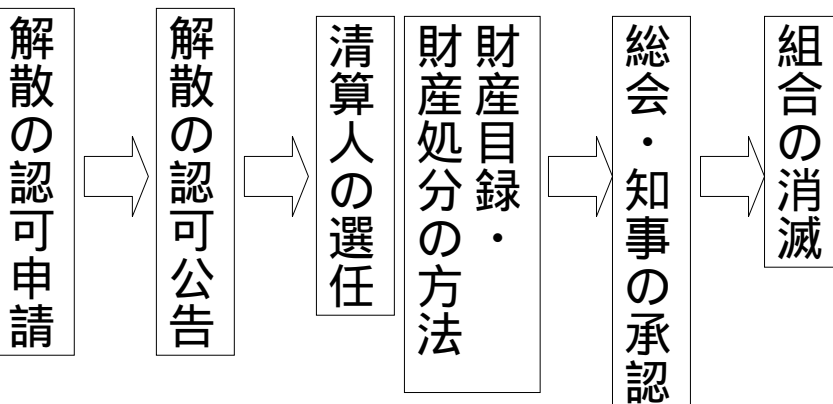 解散の認可申請
解散の認可公告
清算人の選任
財産目録・
財産処分の方法
総会・知事の承認
組合の消滅